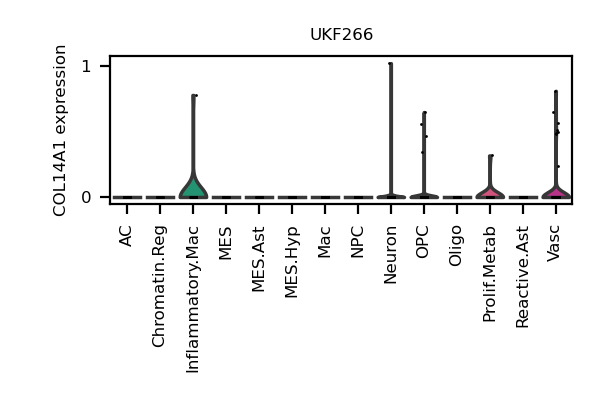 UKF266
COL14A1 expression
1
0
AC
Chromatin.Reg
Inflammatory.Mac
MES
MES.Ast
MES.Hyp
Mac
NPC
Neuron
OPC
Oligo
Prolif.Metab
Reactive.Ast
Vasc